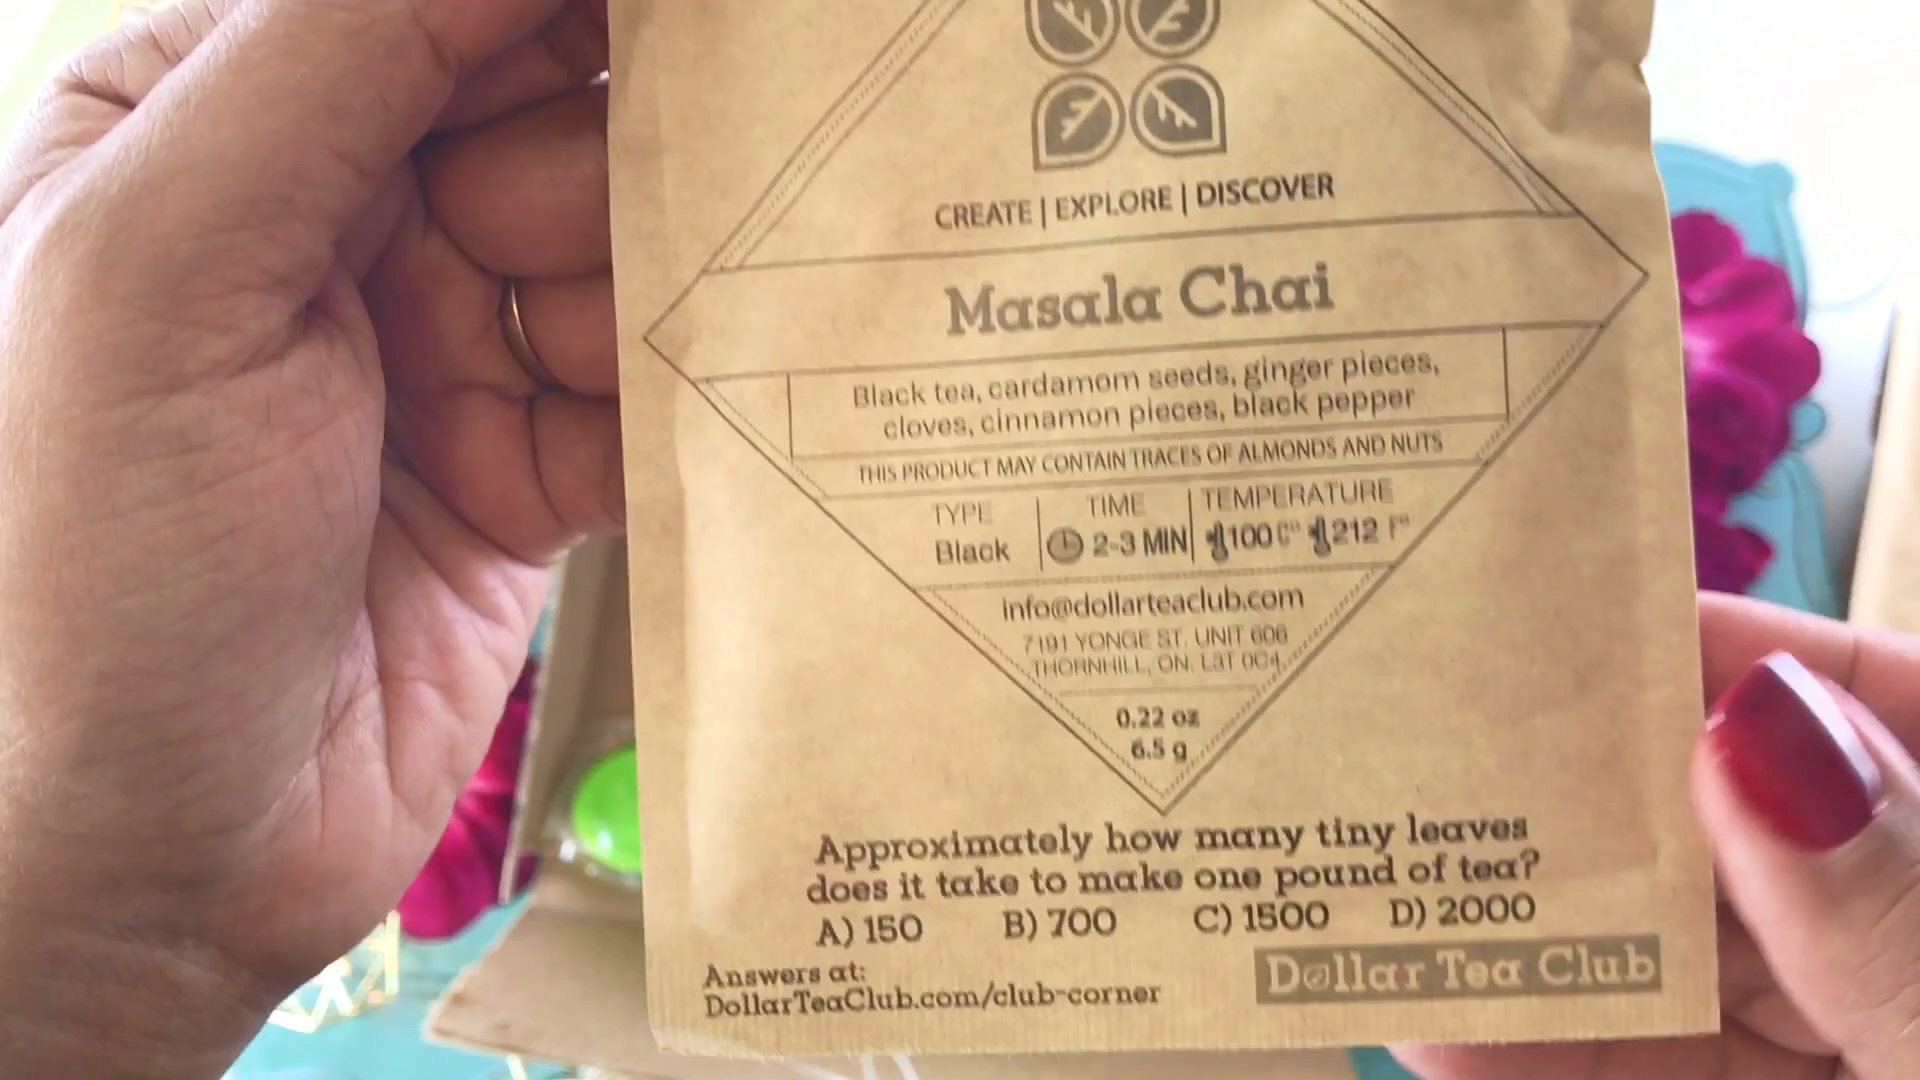 CREATE | EXPLORE | DISCOVER
Masala Chai
Black tea, cardamom seeds, ginger pieces,
cloves, cinnamon pieces, black pepper
THIS PRODUCT MAY CONTAIN TRACES OF ALMONDS AND NUTS
TYPE TIME TEMPERATURE
Black 2-3 MIN 100 C° 212 F°
info@dollarteaclub.com
7191 YONGE ST. UNIT 606
THORNHILL, ON. L3T 0C4
0.22 oz
6.5 g
Approximately how many tiny leaves
does it take to make one pound of tea?
A) 150 B) 700 C) 1500 D) 2000
Answers at:
DollarTeaClub.com/club-corner
Dollar Tea Club